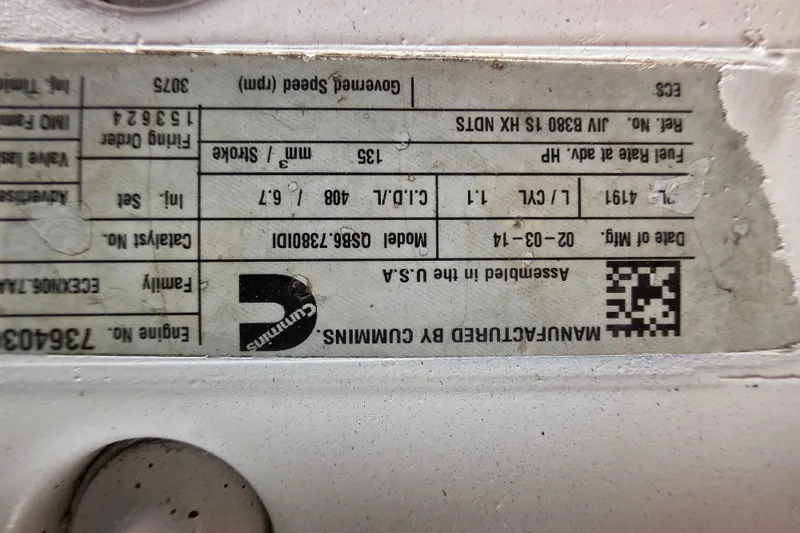 MANUFACTURED BY CUMMINS.
Cummins
Assembled in the U.S.A
Engine No. 736403
Family ECEXN06.7AA
Date of Mfg. 02-03-14 Model QSB6.7380IDI Catalyst No.
4191 L / CYL 1.1 C.I.D./L 408 / 6.7 Inj. Set Advertise
Fuel Rate at adv. HP 135 mm³ / Stroke Firing Order Valve las
Ref. No. JIV B380 1S HX NDTS 1 5 3 6 2 4 IMO Fam
ECS Governed Speed (rpm) 3075 Inj. Timin